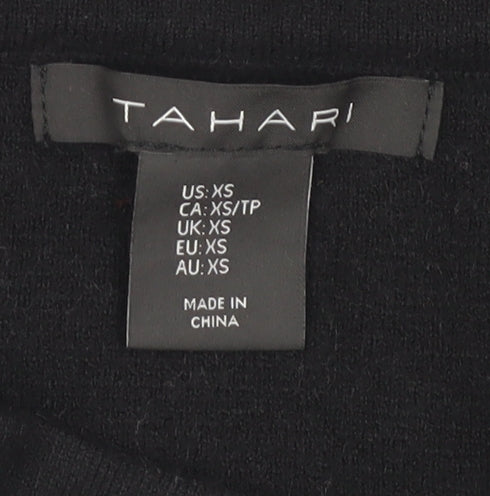 TAHARI
US: XS
CA: XS/TP
UK: XS
EU: XS
AU: XS
MADE IN
CHINA